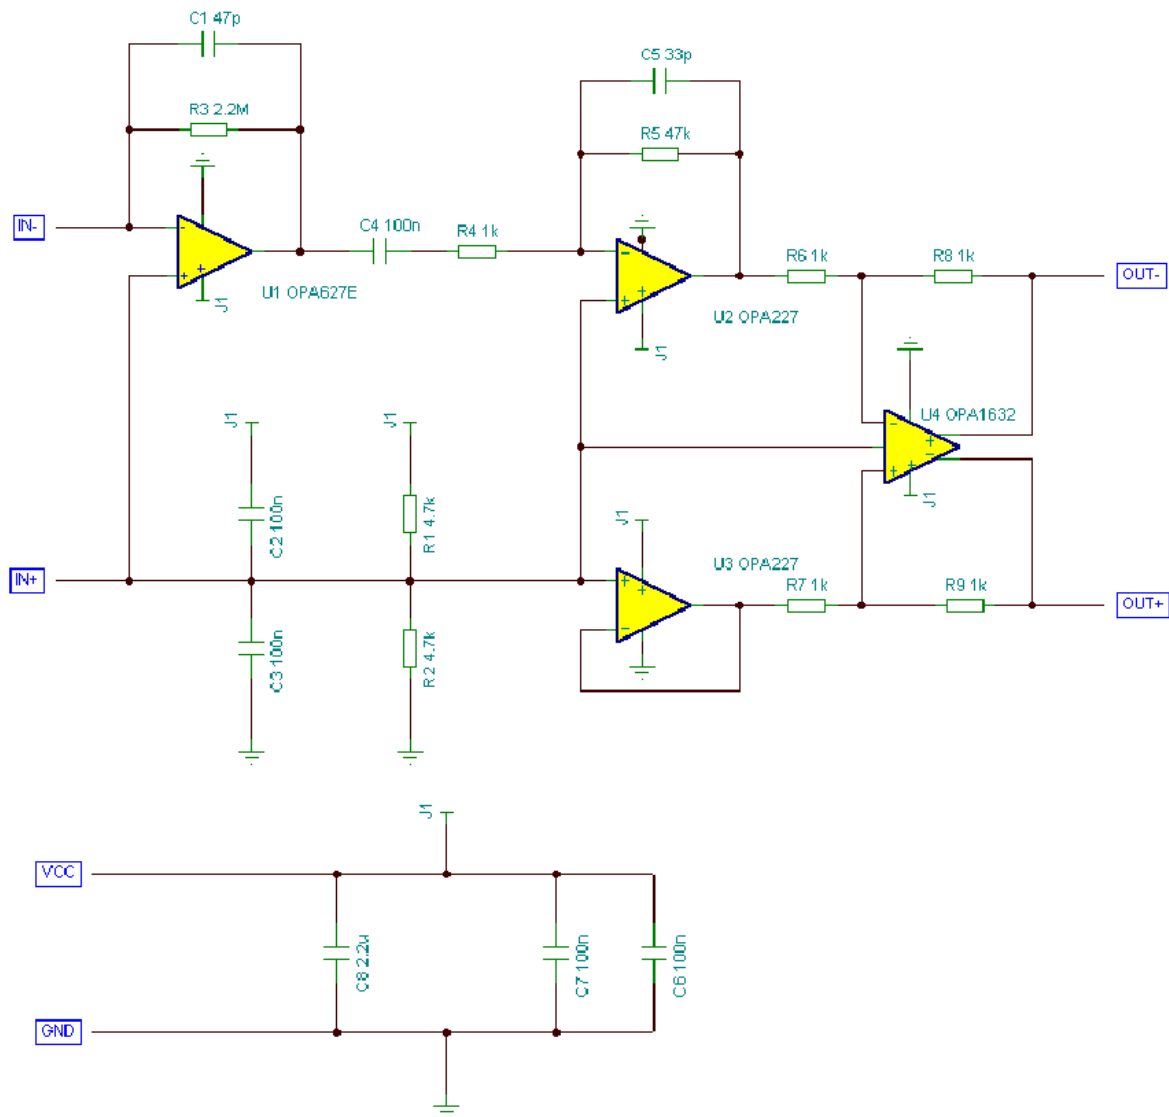 C1 47p
C5 33p
R3 2.2M
R5 47k
IN-
C4 100n
R4 1k
R6 1k
R8 1k
OUT-
J1
U1 OPA627E
U2 OPA227
J1
J1
J1
U4 OPA1632
J1
C2 100n
R1 4.7k
J1
IN+
U3 OPA227
R7 1k
R9 1k
OUT+
C3 100n
R2 4.7k
J1
VCC
C8 2.2u
C7 100n
C6 100n
GND